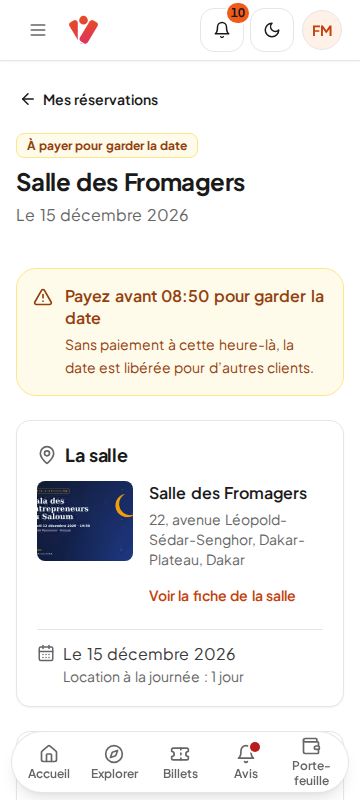 10
FM
Mes réservations
À payer pour garder la date
Salle des Fromagers
Le 15 décembre 2026
Payez avant 08:50 pour garder la
date
Sans paiement à cette heure-là, la
date est libérée pour d'autres clients.
La salle
Salle des Fromagers
22, avenue Léopold-
Sédar-Senghor, Dakar-
Plateau, Dakar
Voir la fiche de la salle
Le 15 décembre 2026
Location à la journée : 1 jour
Accueil
Explorer
Billets
Avis
Porte-
feuille